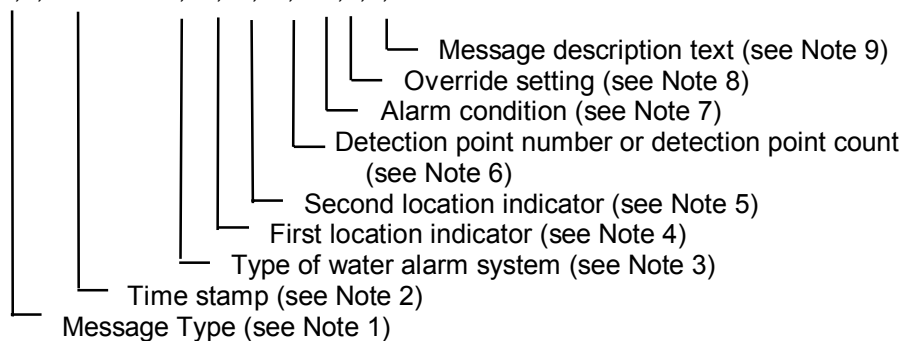 Message description text (see Note 9)
Override setting (see Note 8)
Alarm condition (see Note 7)
Detection point number or detection point count
(see Note 6)
Second location indicator (see Note 5)
First location indicator (see Note 4)
Type of water alarm system (see Note 3)
Time stamp (see Note 2)
Message Type (see Note 1)